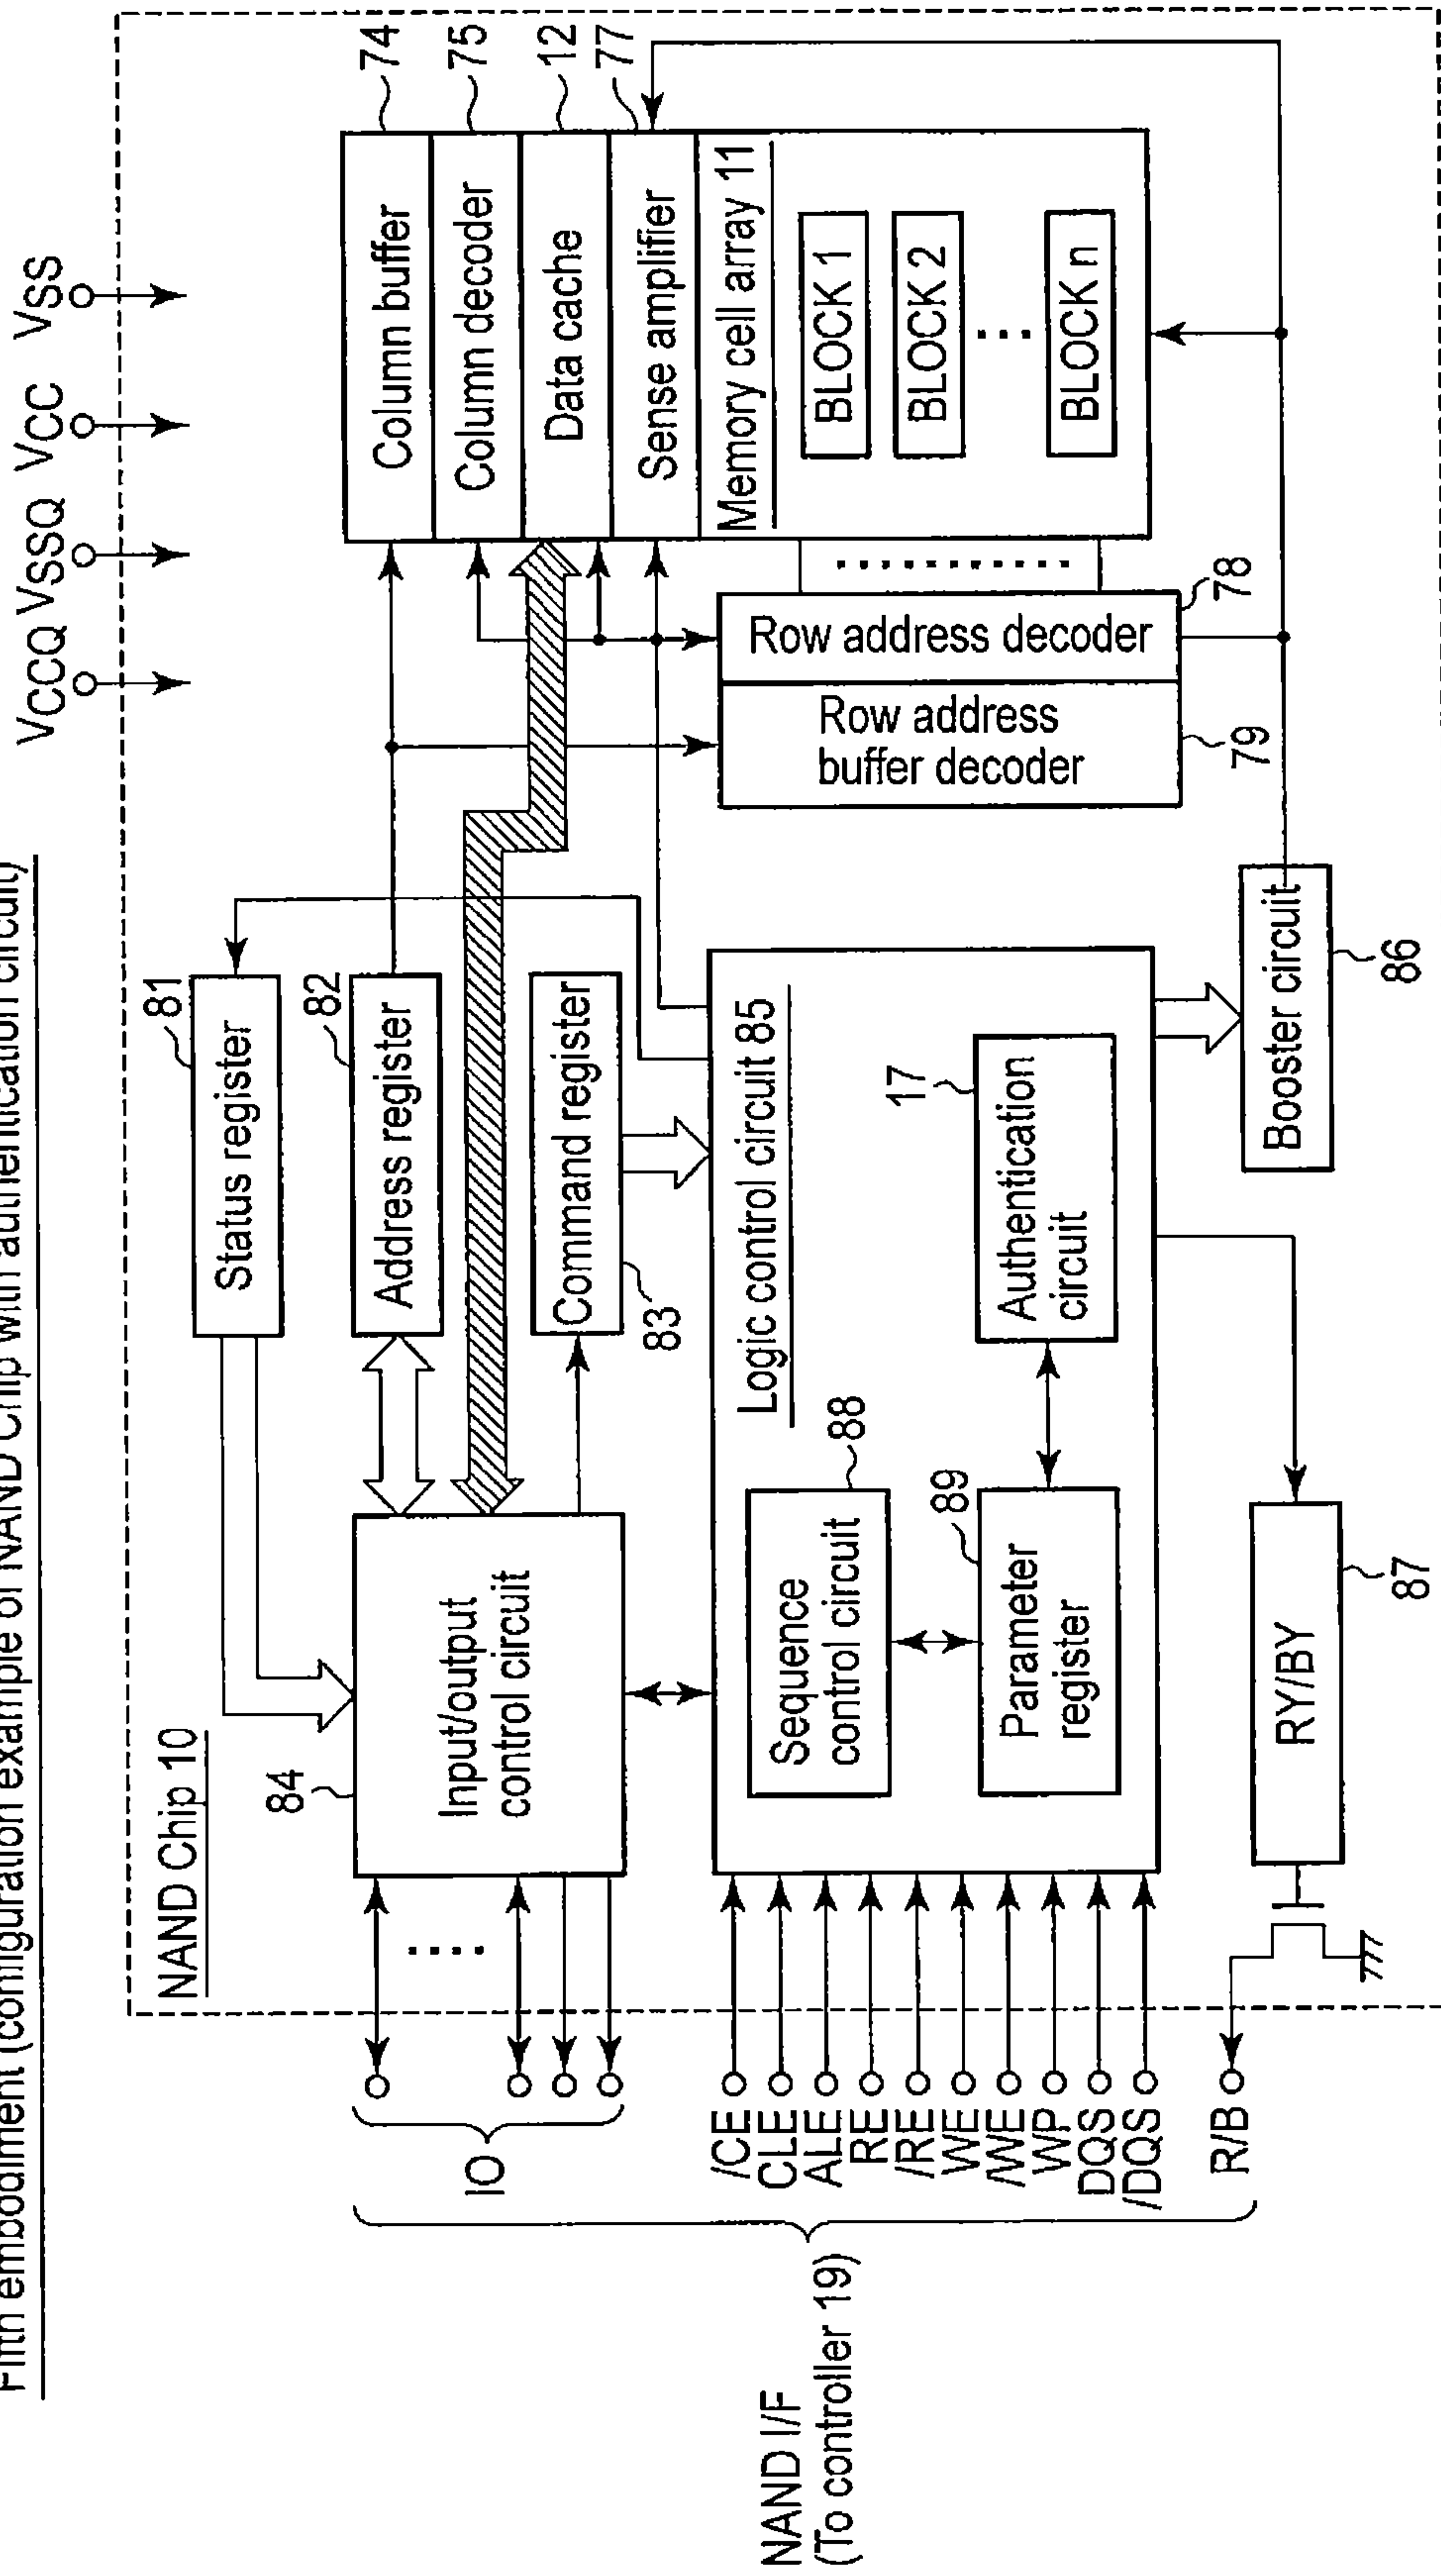 Fifth embodiment (configuration example of NAND Chip with authentication circuit)
VCCQ VSSQ VCC VSS
NAND Chip 10
81
Status register
82
Address register
Command register
83
84
Input/output
control circuit
IO
Column buffer
74
Column decoder
75
Data cache
12
Sense amplifier
77
Memory cell array 11
BLOCK 1
BLOCK 2
BLOCK n
Row address decoder
78
Row address
buffer decoder
79
Logic control circuit 85
Sequence
control circuit
88
Parameter
register
89
Authentication
circuit
17
/CE
CLE
ALE
RE
/RE
WE
/WE
WP
DQS
/DQS
R/B
NAND I/F
(To controller 19)
Booster circuit
86
RY/BY
87